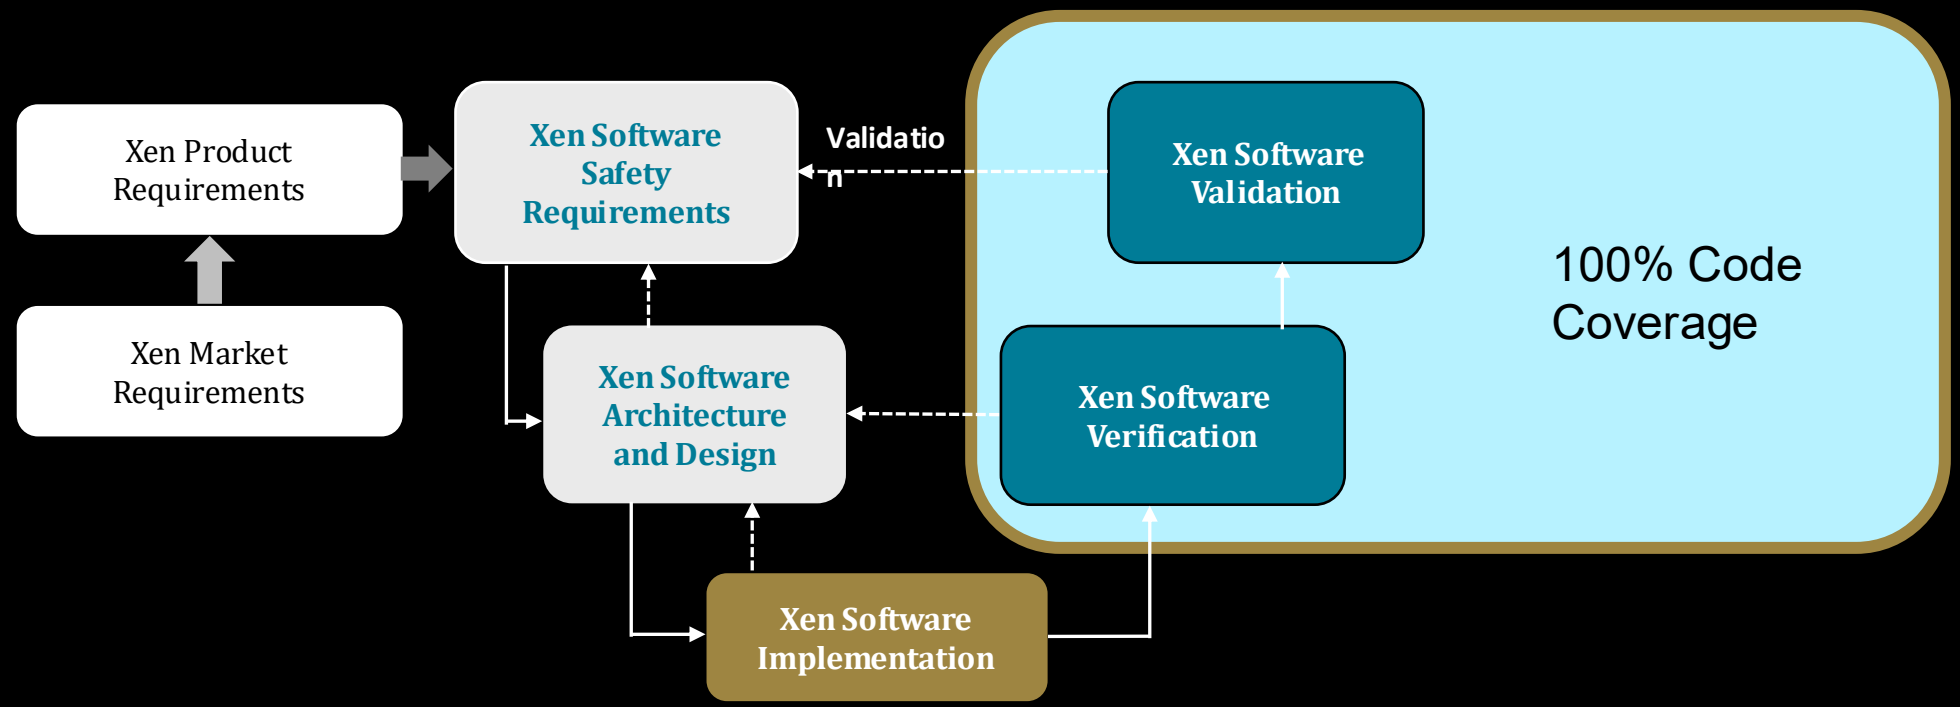 Xen Product
Requirements
Xen Market
Requirements
Xen Software
Safety
Requirements
Validatio
n
Xen Software
Validation
100% Code
Coverage
Xen Software
Architecture
and Design
Xen Software
Verification
Xen Software
Implementation